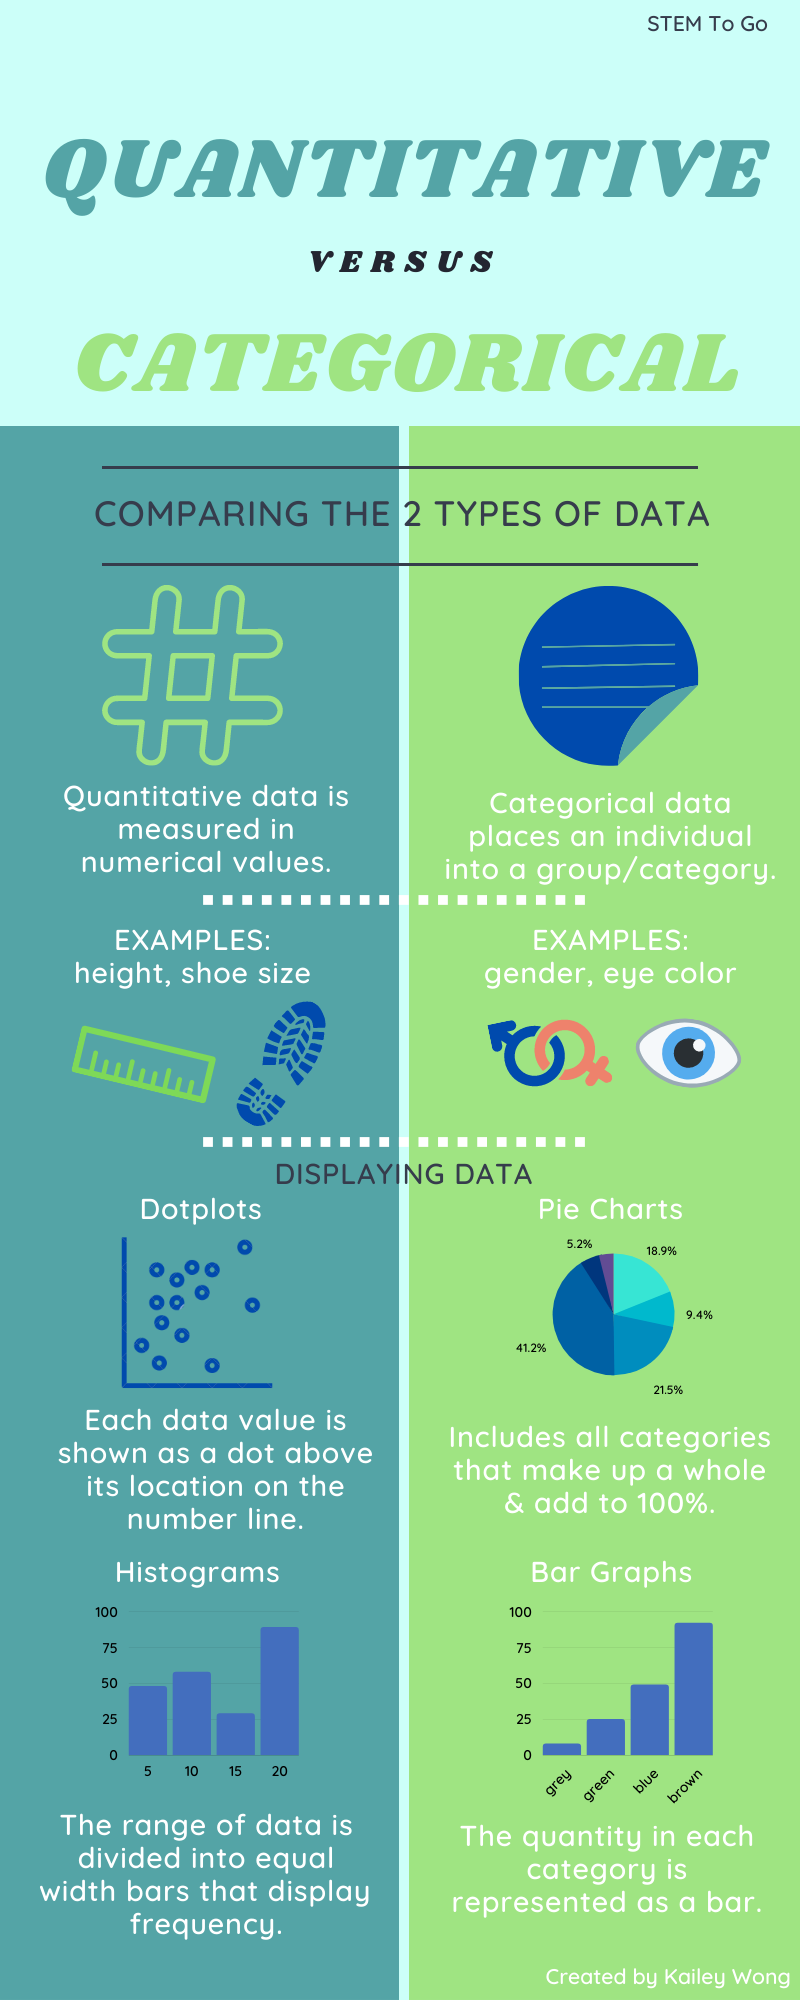 STEM To Go
QUANTITATIVE
VERSUS
CATEGORICAL
COMPARING THE 2 TYPES OF DATA
Quantitative data is
measured in
numerical values.
Categorical data
places an individual
into a group/category.
EXAMPLES:
height, shoe size
EXAMPLES:
gender, eye color
DISPLAYING DATA
Dotplots
Each data value is
shown as a dot above
its location on the
number line.
Pie Charts
5.2%
18.9%
9.4%
41.2%
21.5%
Includes all categories
that make up a whole
& add to 100%.
Histograms
100
75
50
25
0
5 10 15 20
The range of data is
divided into equal
width bars that display
frequency.
Bar Graphs
100
75
50
25
0
grey green blue brown
The quantity in each
category is
represented as a bar.
Created by Kailey Wong